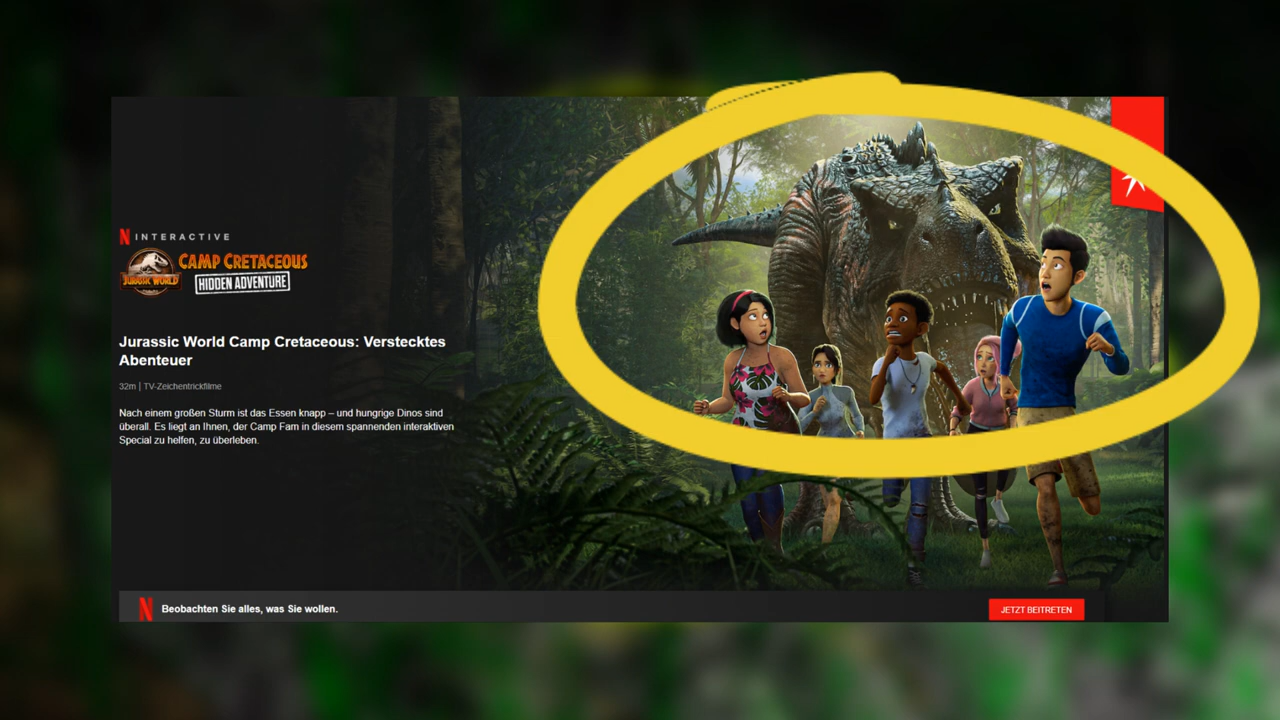 N INTERACTIVE
JURASSIC WORLD
CAMP CRETACEOUS
HIDDEN ADVENTURE
Jurassic World Camp Cretaceous: Verstecktes
Abenteuer
32m | TV-Zeichentrickfilme
Nach einem großen Sturm ist das Essen knapp – und hungrige Dinos sind
überall. Es liegt an Ihnen, der Camp Fam in diesem spannenden interaktiven
Special zu helfen, zu überleben.
N Beobachten Sie alles, was Sie wollen.
JETZT BEITRETEN